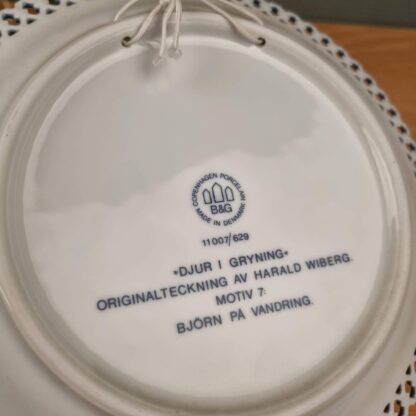 COPENHAGEN PORCELAIN
B&G
MADE IN DENMARK
11007/629
»DJUR I GRYNING«
ORIGINALTECKNING AV HARALD WIBERG.
MOTIV 7:
BJÖRN PÅ VANDRING.